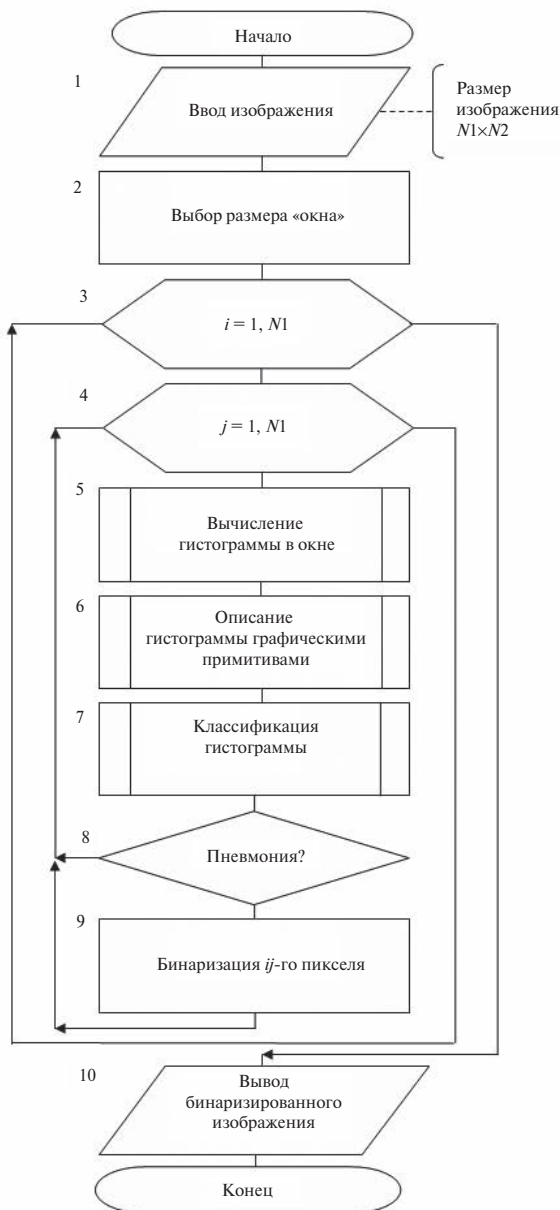 Начало
1
Ввод изображения
Размер
изображения
N1×N2
2
Выбор размера «окна»
3
i = 1, N1
4
j = 1, N1
5
Вычисление
гистограммы в окне
6
Описание
гистограммы графическими
примитивами
7
Классификация
гистограммы
8
Пневмония?
9
Бинаризация ij-го пикселя
10
Вывод
бинаризированного
изображения
Конец